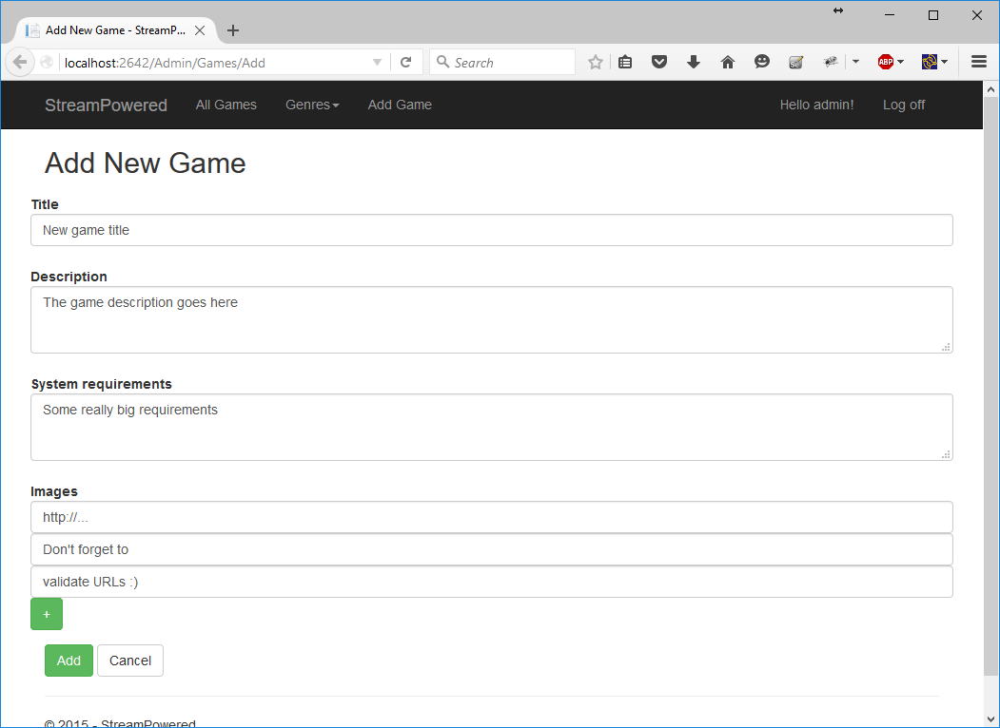 Add New Game - StreamP...
localhost:2642/Admin/Games/Add
Search
ABP
StreamPowered
All Games
Genres
Add Game
Hello admin!
Log off
Add New Game
Title
New game title
Description
The game description goes here
System requirements
Some really big requirements
Images
http://...
Don't forget to
validate URLs :)
+
Add
Cancel
© 2015 - StreamPowered